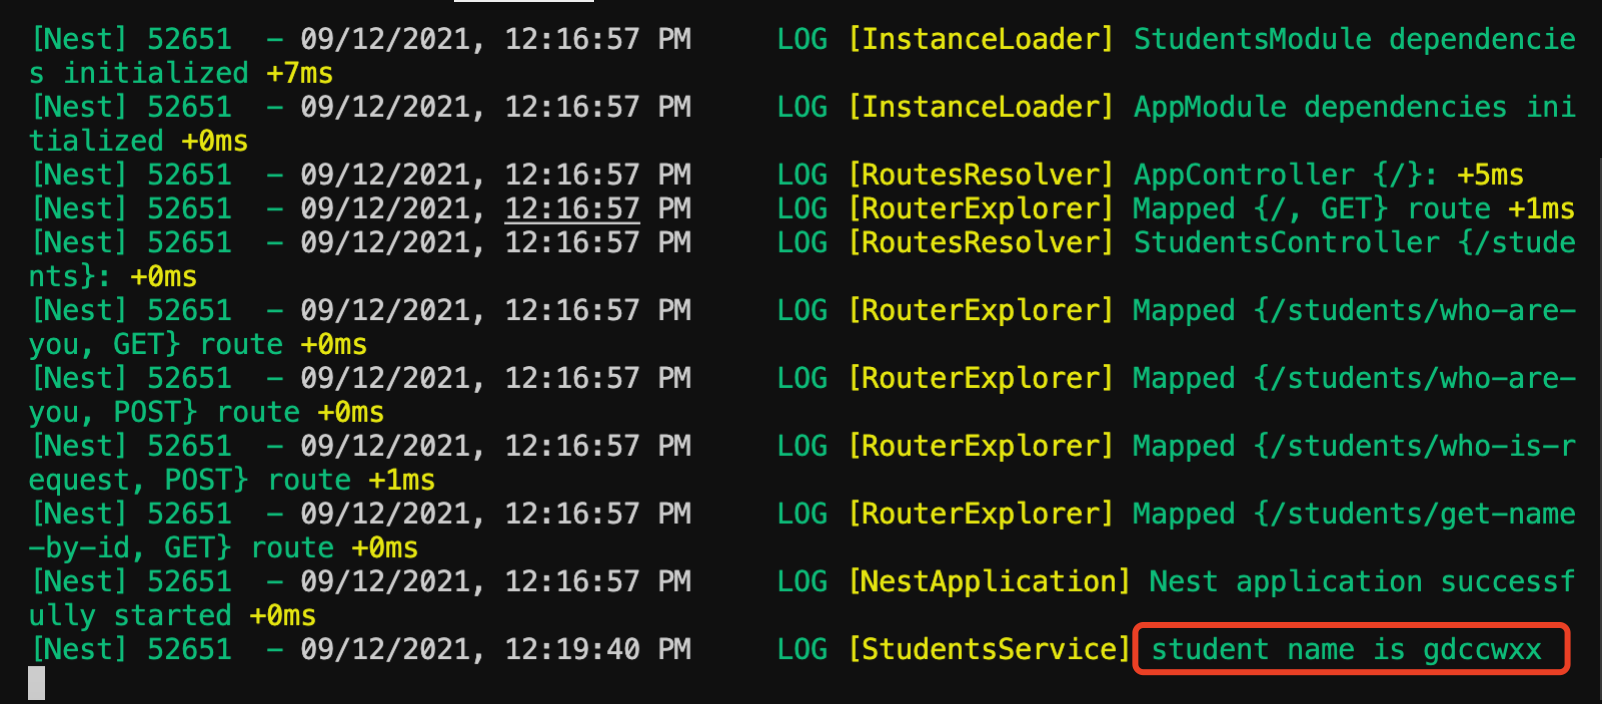 [Nest] 52651  - 09/12/2021, 12:16:57 PM     LOG [InstanceLoader] StudentsModule dependencie
s initialized +7ms
[Nest] 52651  - 09/12/2021, 12:16:57 PM     LOG [InstanceLoader] AppModule dependencies ini
tialized +0ms
[Nest] 52651  - 09/12/2021, 12:16:57 PM     LOG [RoutesResolver] AppController {/}: +5ms
[Nest] 52651  - 09/12/2021, 12:16:57 PM     LOG [RouterExplorer] Mapped {/, GET} route +1ms
[Nest] 52651  - 09/12/2021, 12:16:57 PM     LOG [RoutesResolver] StudentsController {/stude
nts}: +0ms
[Nest] 52651  - 09/12/2021, 12:16:57 PM     LOG [RouterExplorer] Mapped {/students/who-are-
you, GET} route +0ms
[Nest] 52651  - 09/12/2021, 12:16:57 PM     LOG [RouterExplorer] Mapped {/students/who-are-
you, POST} route +0ms
[Nest] 52651  - 09/12/2021, 12:16:57 PM     LOG [RouterExplorer] Mapped {/students/who-is-r
equest, POST} route +1ms
[Nest] 52651  - 09/12/2021, 12:16:57 PM     LOG [RouterExplorer] Mapped {/students/get-name
-by-id, GET} route +0ms
[Nest] 52651  - 09/12/2021, 12:16:57 PM     LOG [NestApplication] Nest application successf
ully started +0ms
[Nest] 52651  - 09/12/2021, 12:19:40 PM     LOG [StudentsService] student name is gdccwxx